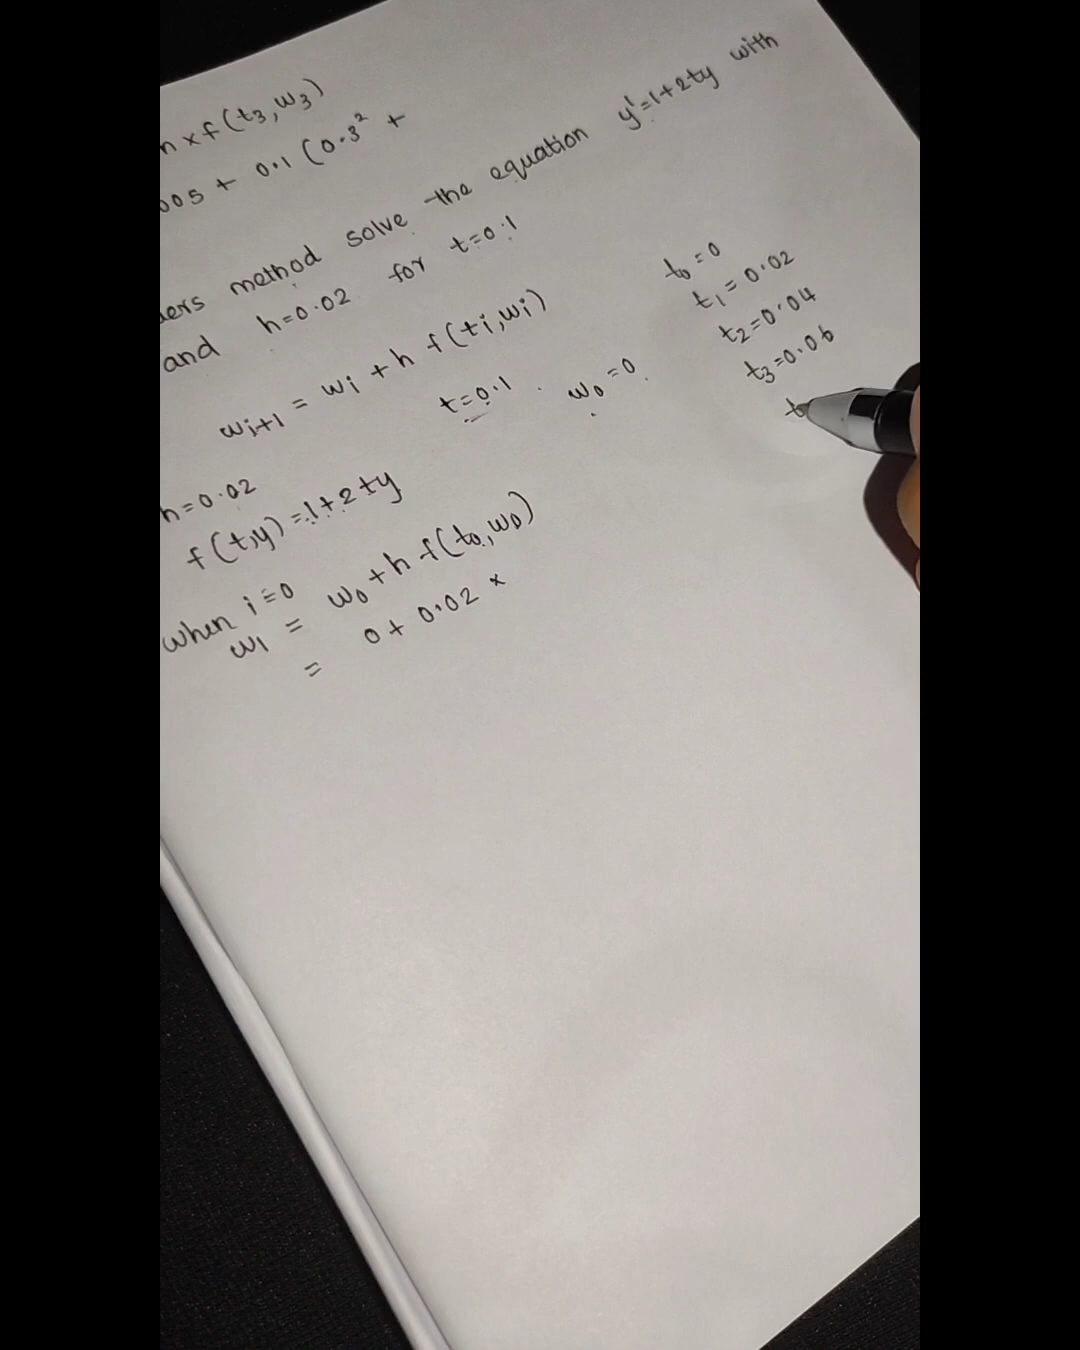 h x f (t3, w3)
005 + 0.1 (0.3² +
lers method solve the equation y'=1+2ty with
and h=0.02 for t=0.1
wi+1 = wi + h f(ti, wi)
t=0.1 . w0 = 0.
t0 = 0
t1 = 0.02
t2 = 0.04
t3 = 0.06
t
h = 0.02
f(t,y) = 1+2ty
when i=0
w1 = w0 + h f(t0, w0)
= 0 + 0.02 x